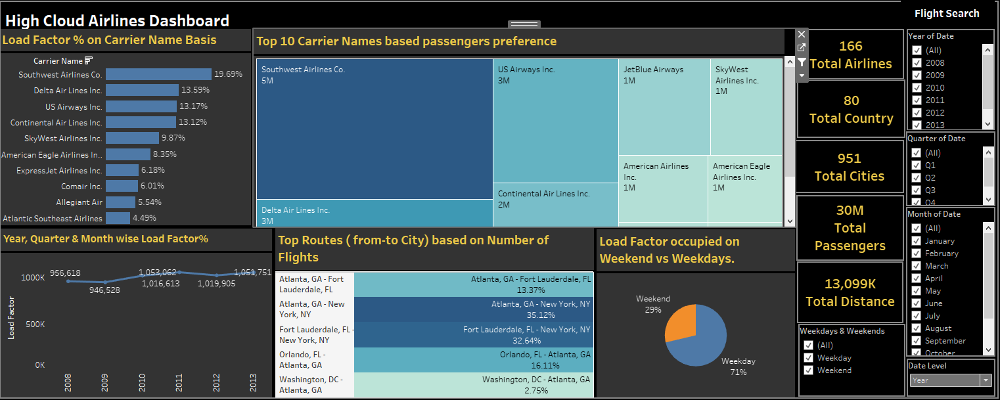 High Cloud Airlines Dashboard
Flight Search
Load Factor % on Carrier Name Basis
Carrier Name
Southwest Airlines Co.
19.69%
Delta Air Lines Inc.
13.59%
US Airways Inc.
13.17%
Continental Air Lines Inc.
13.12%
SkyWest Airlines Inc.
9.87%
American Eagle Airlines In..
8.35%
ExpressJet Airlines Inc.
6.18%
Comair Inc.
6.01%
Allegiant Air
5.54%
Atlantic Southeast Airlines
4.49%
Top 10 Carrier Names based passengers preference
Southwest Airlines Co.
5M
Delta Air Lines Inc.
3M
US Airways Inc.
3M
Continental Air Lines Inc.
2M
JetBlue Airways
1M
SkyWest
Airlines Inc.
1M
American Airlines
Inc.
1M
American Eagle
Airlines Inc.
1M
166
Total Airlines
80
Total Country
951
Total Cities
30M
Total
Passengers
13,099K
Total Distance
Weekdays & Weekends
(All)
Weekday
Weekend
Year of Date
(All)
2008
2009
2010
2011
2012
2013
Quarter of Date
(All)
Q1
Q2
Q3
Q4
Month of Date
(All)
January
February
March
April
May
June
July
August
September
October
Date Level
Year
Year, Quarter & Month wise Load Factor%
Load Factor
1000K
500K
0K
956,618
946,528
1,016,613
1,053,062
1,019,905
1,051,751
2008
2009
2010
2011
2012
2013
Top Routes ( from-to City) based on Number of
Flights
Atlanta, GA - Fort
Lauderdale, FL
Atlanta, GA - Fort Lauderdale, FL
13.37%
Atlanta, GA - New
York, NY
Atlanta, GA - New York, NY
35.12%
Fort Lauderdale, FL -
New York, NY
Fort Lauderdale, FL - New York, NY
32.64%
Orlando, FL -
Atlanta, GA
Orlando, FL - Atlanta, GA
16.11%
Washington, DC -
Atlanta, GA
Washington, DC - Atlanta, GA
2.75%
Load Factor occupied on
Weekend vs Weekdays.
Weekend
29%
Weekday
71%